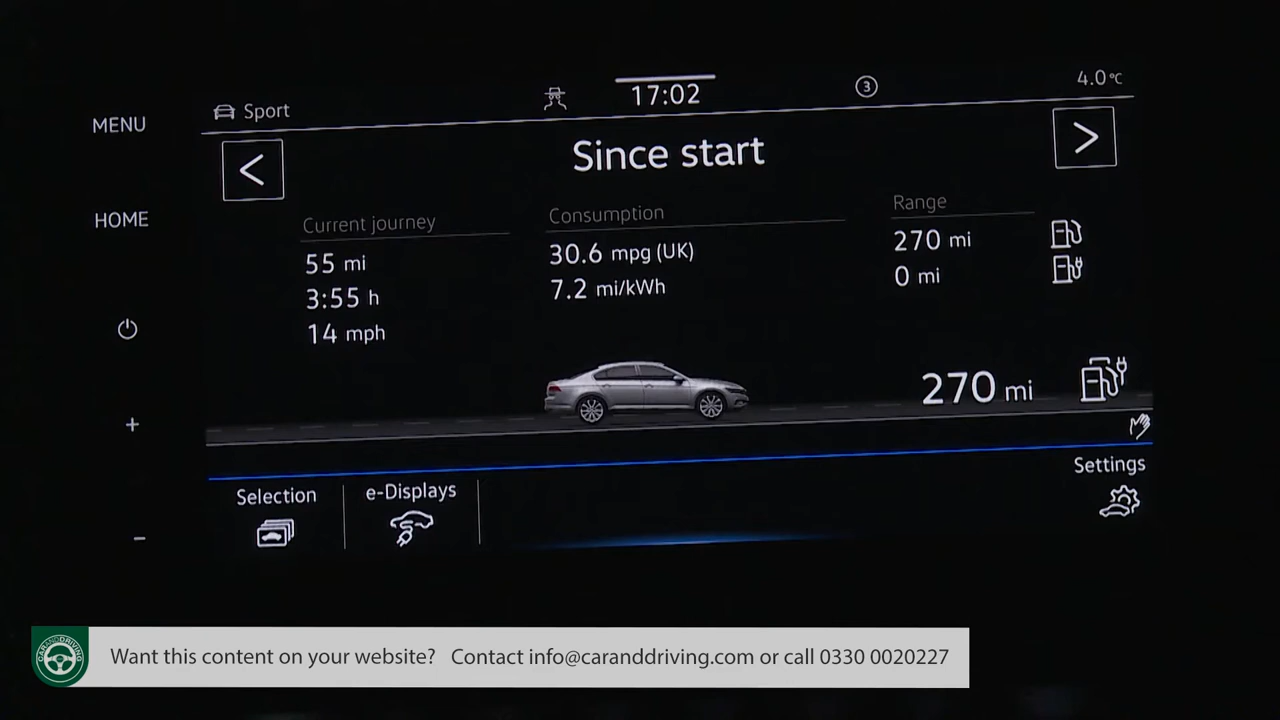 MENU
HOME
+
-
Sport
17:02
3
4.0°C
<
Since start
>
Current journey
55 mi
3:55 h
14 mph
Consumption
30.6 mpg (UK)
7.2 mi/kWh
Range
270 mi
0 mi
270 mi
Selection
e-Displays
Settings
CARANDDRIVING
Want this content on your website? Contact info@caranddriving.com or call 0330 0020227